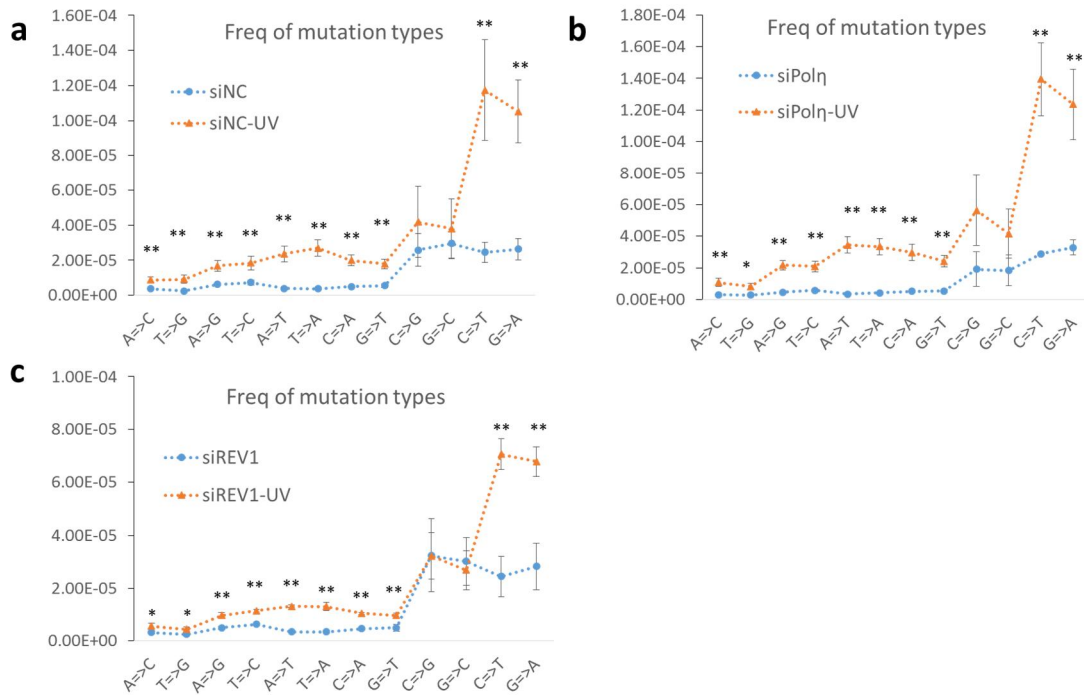 a
Freq of mutation types
1.60E-04
1.40E-04
1.20E-04
1.00E-04
8.00E-05
6.00E-05
4.00E-05
2.00E-05
0.00E+00
siNC
siNC-UV
** ** ** ** ** ** ** ** ** **
A=>C T=>G A=>G T=>C A=>T T=>A C=>A G=>T C=>G G=>C C=>T G=>A
b
Freq of mutation types
1.80E-04
1.60E-04
1.40E-04
1.20E-04
1.00E-04
8.00E-05
6.00E-05
4.00E-05
2.00E-05
0.00E+00
siPolη
siPolη-UV
** * ** ** ** ** ** ** ** **
A=>C T=>G A=>G T=>C A=>T T=>A C=>A G=>T C=>G G=>C C=>T G=>A
c
Freq of mutation types
1.00E-04
8.00E-05
6.00E-05
4.00E-05
2.00E-05
0.00E+00
siREV1
siREV1-UV
* * ** ** ** ** ** ** ** **
A=>C T=>G A=>G T=>C A=>T T=>A C=>A G=>T C=>G G=>C C=>T G=>A